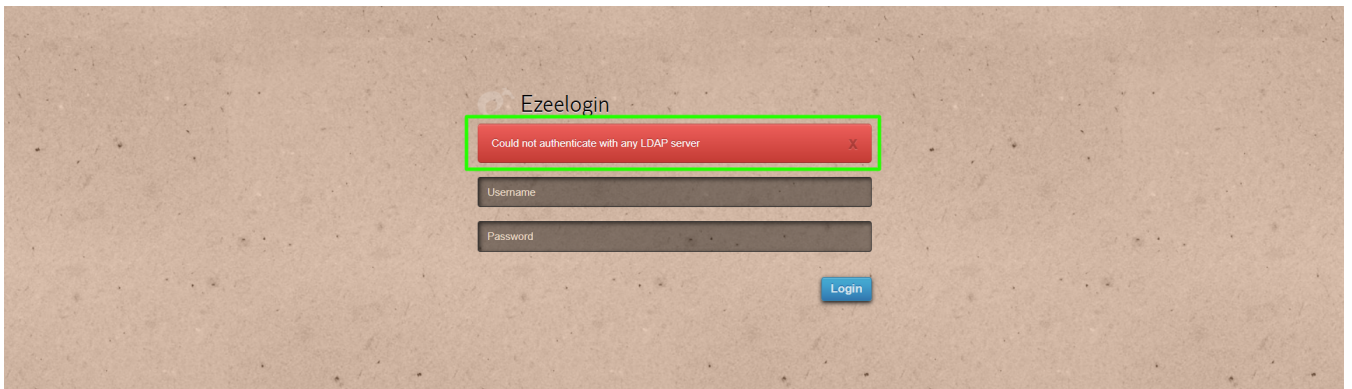 Ezeelogin
Could not authenticate with any LDAP server X
Username
Password
Login